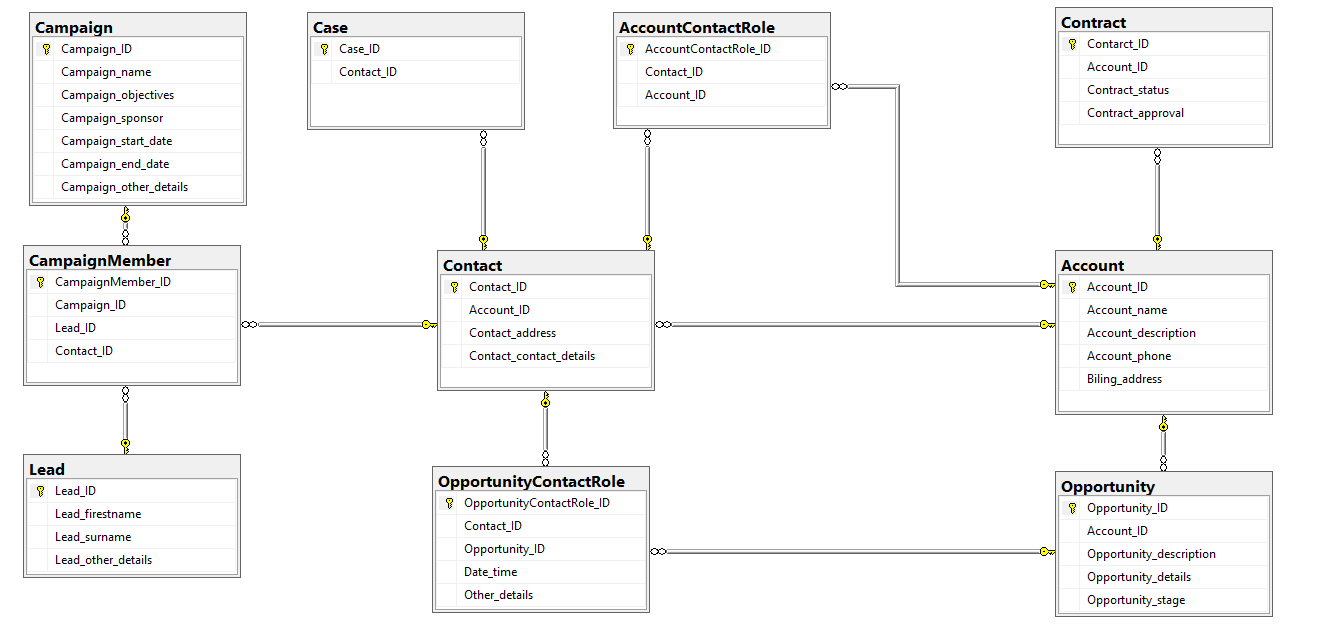 Campaign
Campaign_ID
Campaign_name
Campaign_objectives
Campaign_sponsor
Campaign_start_date
Campaign_end_date
Campaign_other_details
Case
Case_ID
Contact_ID
AccountContactRole
AccountContactRole_ID
Contact_ID
Account_ID
Contract
Contarct_ID
Account_ID
Contract_status
Contract_approval
CampaignMember
CampaignMember_ID
Campaign_ID
Lead_ID
Contact_ID
Contact
Contact_ID
Account_ID
Contact_address
Contact_contact_details
Account
Account_ID
Account_name
Account_description
Account_phone
Biling_address
Lead
Lead_ID
Lead_firestname
Lead_surname
Lead_other_details
OpportunityContactRole
OpportunityContactRole_ID
Contact_ID
Opportunity_ID
Date_time
Other_details
Opportunity
Opportunity_ID
Account_ID
Opportunity_description
Opportunity_details
Opportunity_stage